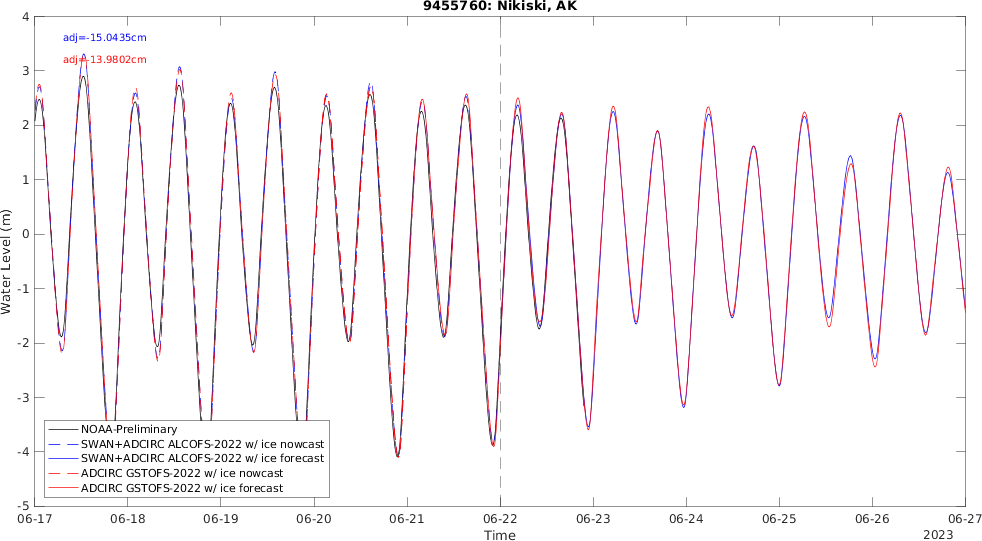 9455760: Nikiski, AK
adj=-15.0435cm
adj=-13.9802cm
4
3
2
1
0
-1
-2
-3
-4
-5
Water Level (m)
NOAA-Preliminary
SWAN+ADCIRC ALCOFS-2022 w/ ice nowcast
SWAN+ADCIRC ALCOFS-2022 w/ ice forecast
ADCIRC GSTOFS-2022 w/ ice nowcast
ADCIRC GSTOFS-2022 w/ ice forecast
06-17 06-18 06-19 06-20 06-21 06-22 06-23 06-24 06-25 06-26 06-27
Time
2023